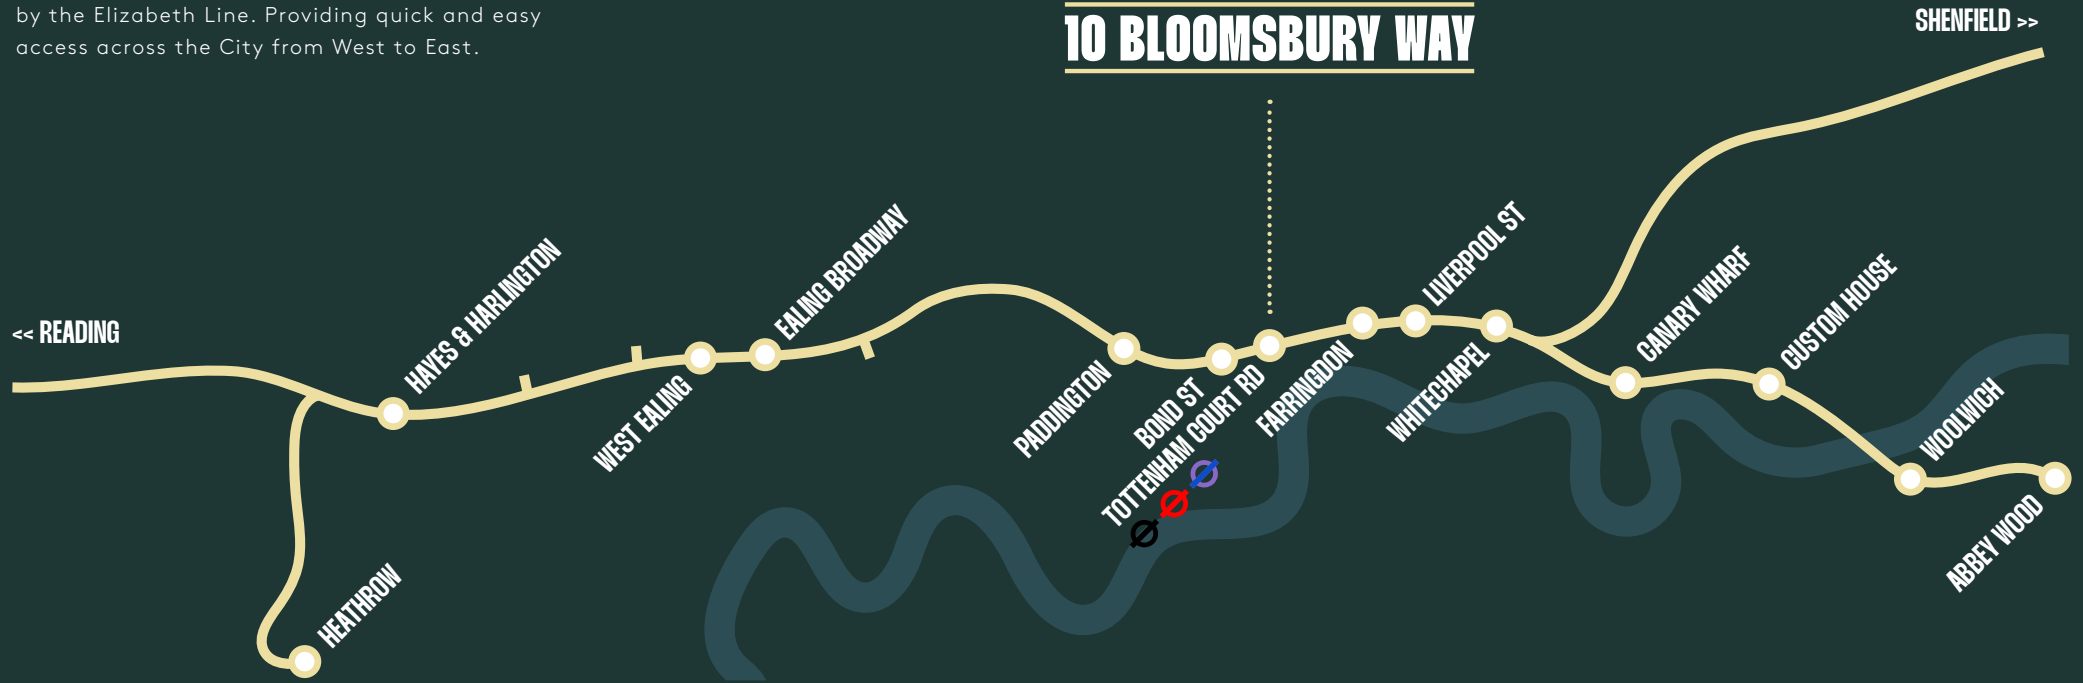 by the Elizabeth Line. Providing quick and easy
access across the City from West to East.
10 BLOOMSBURY WAY
SHENFIELD >>
<< READING
HAYES & HARLINGTON
HEATHROW
WEST EALING
EALING BROADWAY
PADDINGTON
BOND ST
TOTTENHAM COURT RD
FARRINGDON
LIVERPOOL ST
WHITECHAPEL
CANARY WHARF
CUSTOM HOUSE
WOOLWICH
ABBEY WOOD